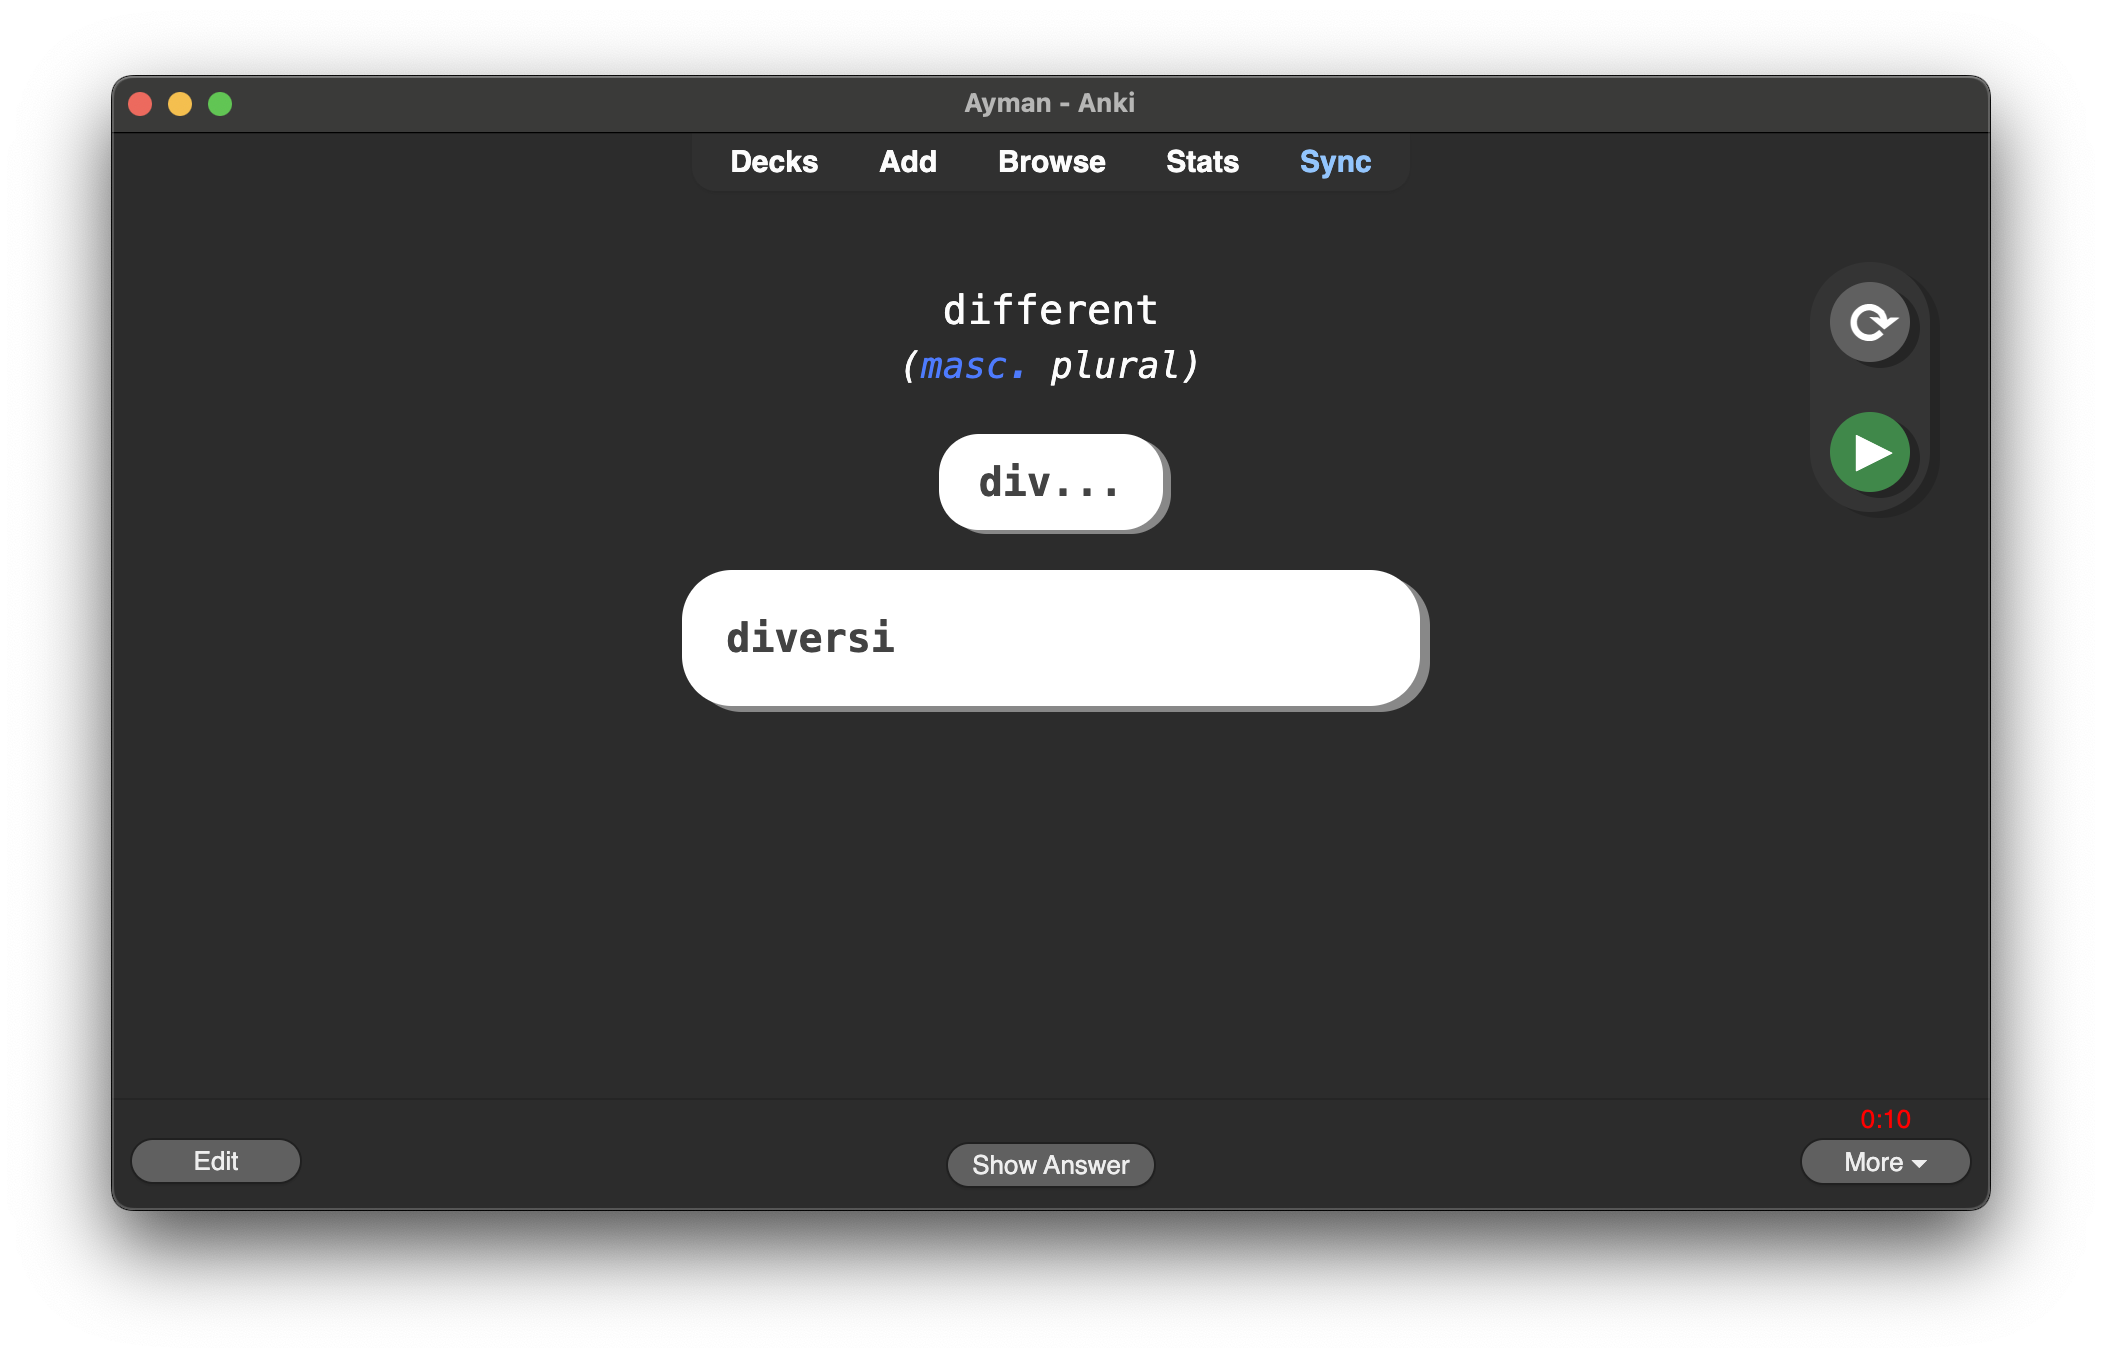 Ayman - Anki
Decks Add Browse Stats Sync
different
(masc. plural)
div...
diversi
0:10
Edit Show Answer More